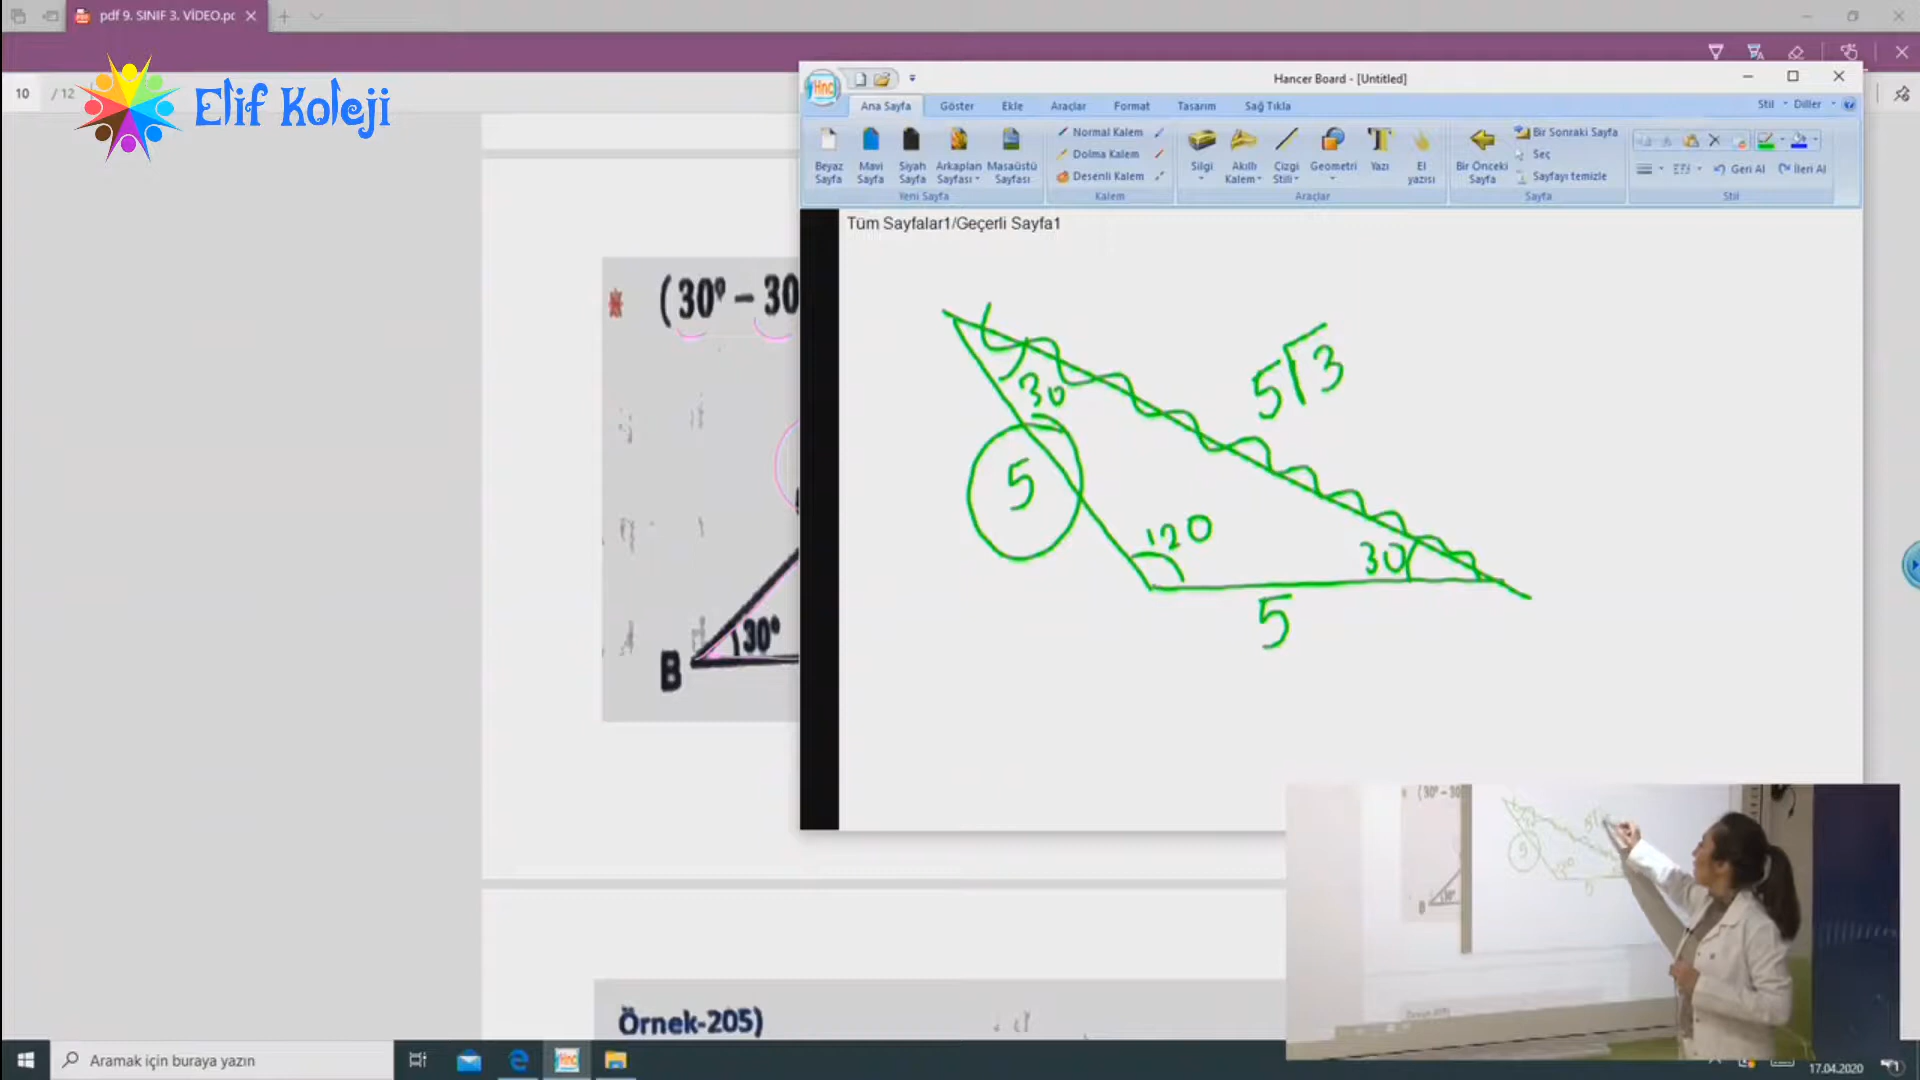 pdf 9. SINIF 3. VİDEO.pc
10 / 12
Elif Koleji
Hancer Board - [Untitled]
Ana Sayfa Göster Ekle Araçlar Format Tasarım Sağ Tıkla
Stil Diller
Beyaz Sayfa
Mavi Sayfa
Siyah Sayfa
Arkaplan Sayfası
Masaüstü Sayfası
Yeni Sayfa
Normal Kalem
Dolma Kalem
Desenli Kalem
Kalem
Silgi
Akıllı Kalem
Çizgi Stili
Geometri
Yazı
El yazısı
Araçlar
Bir Önceki Sayfa
Bir Sonraki Sayfa
Seç
Sayfayı temizle
Sayfa
Geri Al
İleri Al
Stil
Tüm Sayfalar1/Geçerli Sayfa1
(30° – 30
30°
B
5√3
30
5
120
30
5
Örnek-205)
Aramak için buraya yazın
Hnc
17.04.2020